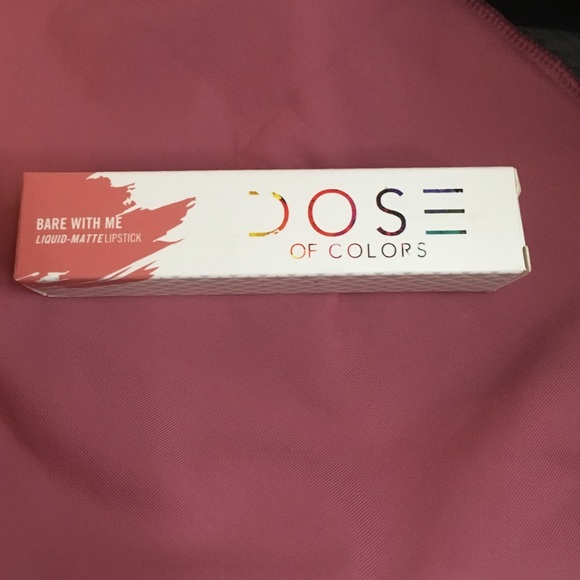 BARE WITH ME
LIQUID-MATTE LIPSTICK
DOSE
OF COLORS